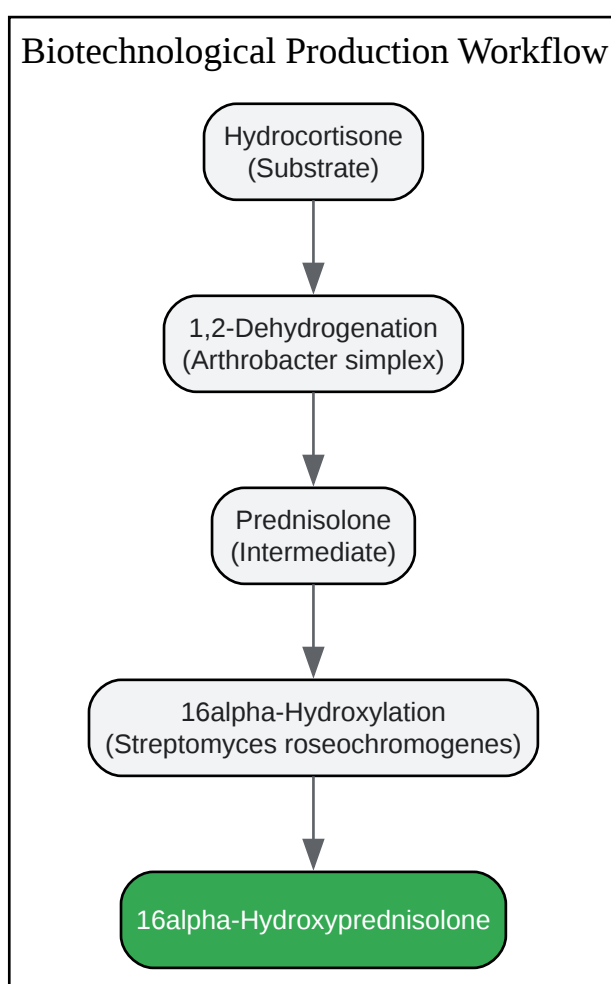 Biotechnological Production Workflow
Hydrocortisone
(Substrate)
1,2-Dehydrogenation
(Arthrobacter simplex)
Prednisolone
(Intermediate)
16alpha-Hydroxylation
(Streptomyces roseochromogenes)
16alpha-Hydroxyprednisolone